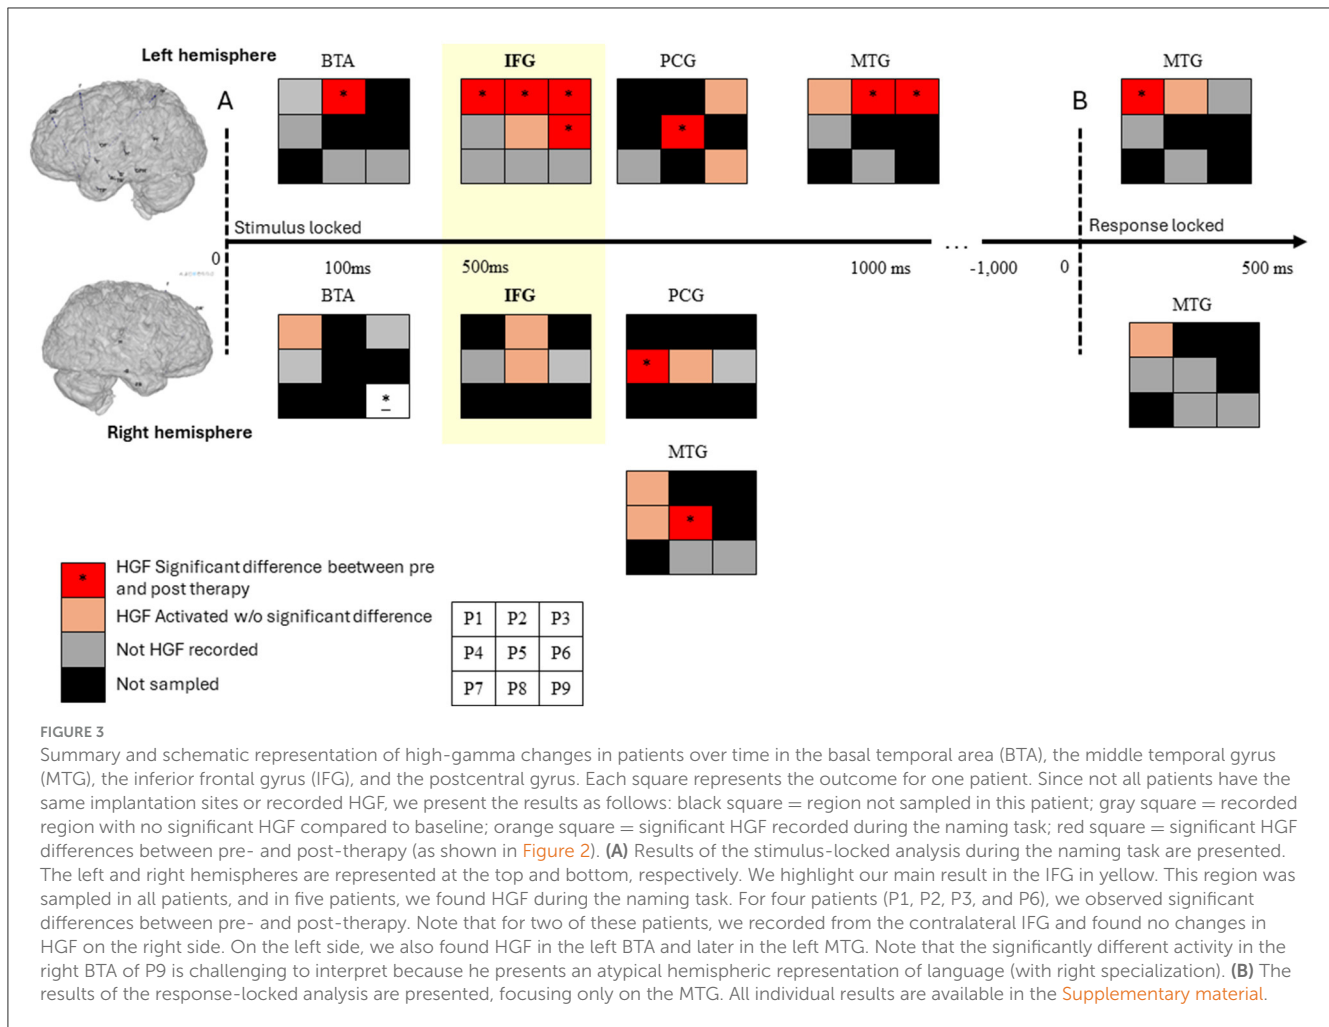 Left hemisphere
A
BTA
IFG
PCG
MTG
B
MTG
*
* * *
*
*
* *
*
Stimulus locked
...
Response locked
0
100ms
500ms
1000 ms
-1,000
0
500 ms
BTA
IFG
PCG
MTG
*
*
Right hemisphere
MTG
*
* HGF Significant difference beetween pre
and post therapy
HGF Activated w/o significant difference
Not HGF recorded
Not sampled
P1 P2 P3
P4 P5 P6
P7 P8 P9
FIGURE 3
Summary and schematic representation of high-gamma changes in patients over time in the basal temporal area (BTA), the middle temporal gyrus
(MTG), the inferior frontal gyrus (IFG), and the postcentral gyrus. Each square represents the outcome for one patient. Since not all patients have the
same implantation sites or recorded HGF, we present the results as follows: black square = region not sampled in this patient; gray square = recorded
region with no significant HGF compared to baseline; orange square = significant HGF recorded during the naming task; red square = significant HGF
differences between pre- and post-therapy (as shown in Figure 2). (A) Results of the stimulus-locked analysis during the naming task are presented.
The left and right hemispheres are represented at the top and bottom, respectively. We highlight our main result in the IFG in yellow. This region was
sampled in all patients, and in five patients, we found HGF during the naming task. For four patients (P1, P2, P3, and P6), we observed significant
differences between pre- and post-therapy. Note that for two of these patients, we recorded from the contralateral IFG and found no changes in
HGF on the right side. On the left side, we also found HGF in the left BTA and later in the left MTG. Note that the significantly different activity in the
right BTA of P9 is challenging to interpret because he presents an atypical hemispheric representation of language (with right specialization). (B) The
results of the response-locked analysis are presented, focusing only on the MTG. All individual results are available in the Supplementary material.